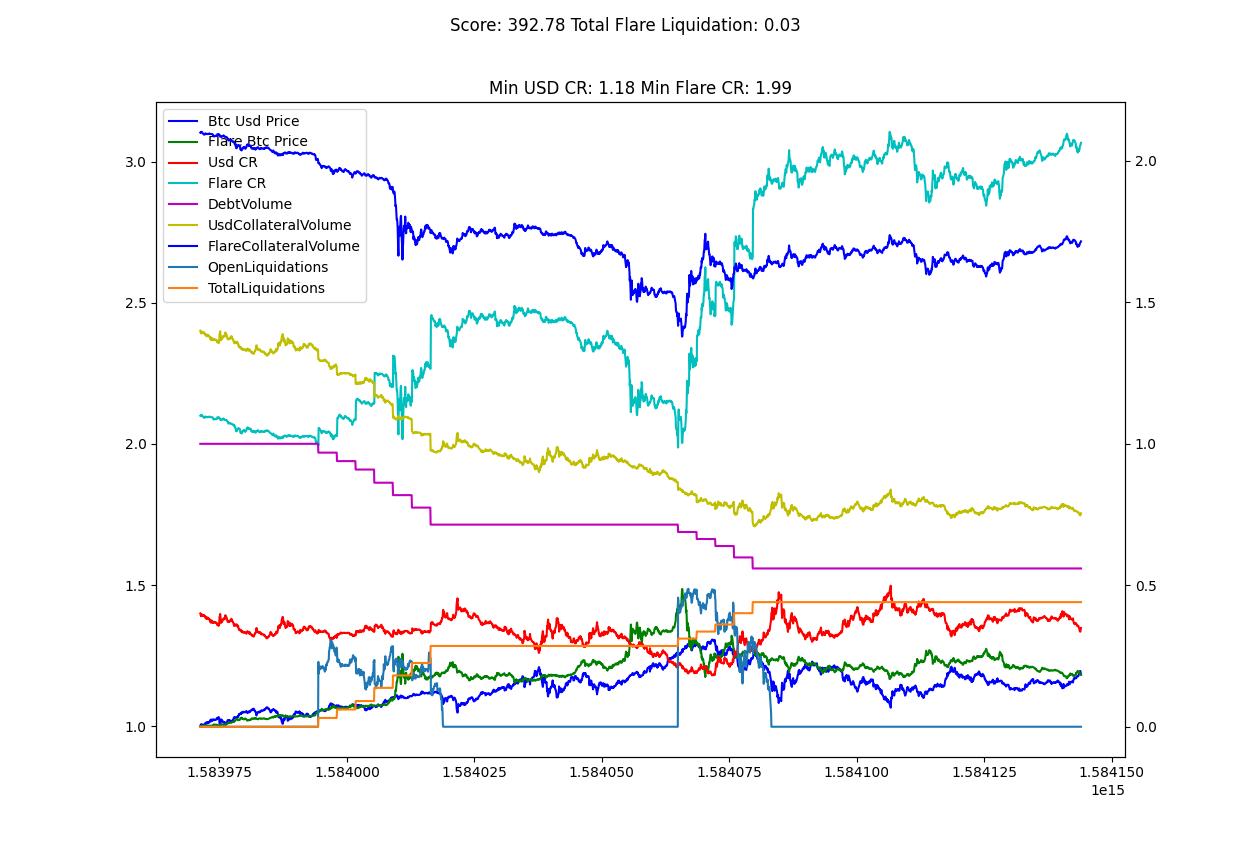 Score: 392.78 Total Flare Liquidation: 0.03
Min USD CR: 1.18 Min Flare CR: 1.99
Btc Usd Price
Flare Btc Price
Usd CR
Flare CR
DebtVolume
UsdCollateralVolume
FlareCollateralVolume
OpenLiquidations
TotalLiquidations
3.0
2.5
2.0
1.5
1.0
2.0
1.5
1.0
0.5
0.0
1.583975 1.584000 1.584025 1.584050 1.584075 1.584100 1.584125 1.584150
1e15